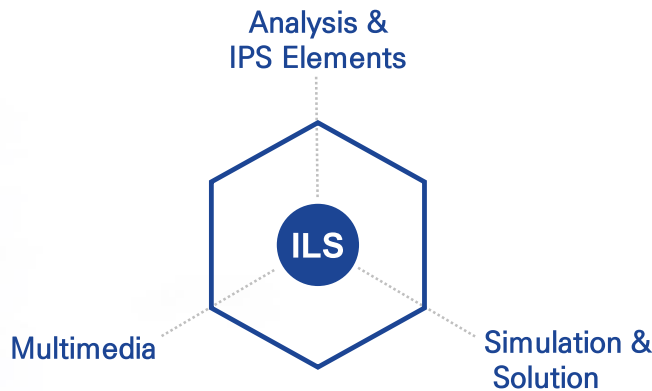 Analysis &
IPS Elements
ILS
Multimedia
Simulation &
Solution